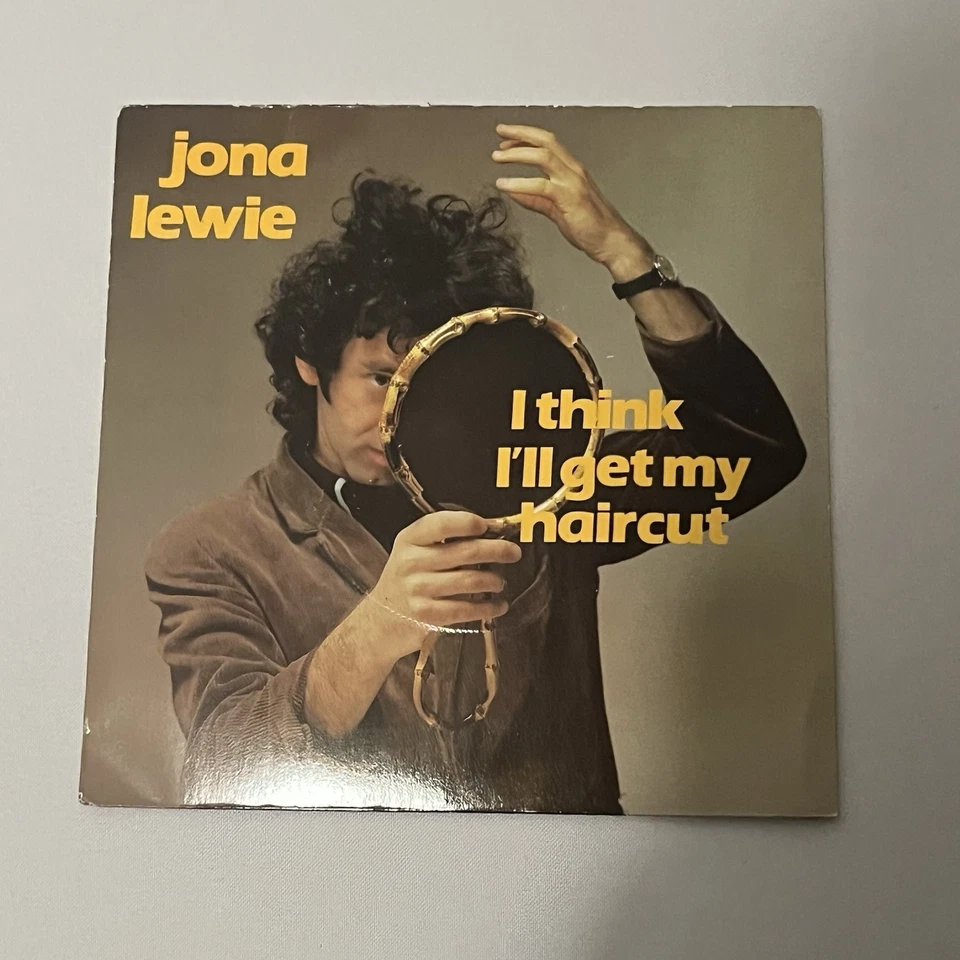 jona
lewie
I think
I'll get my
haircut